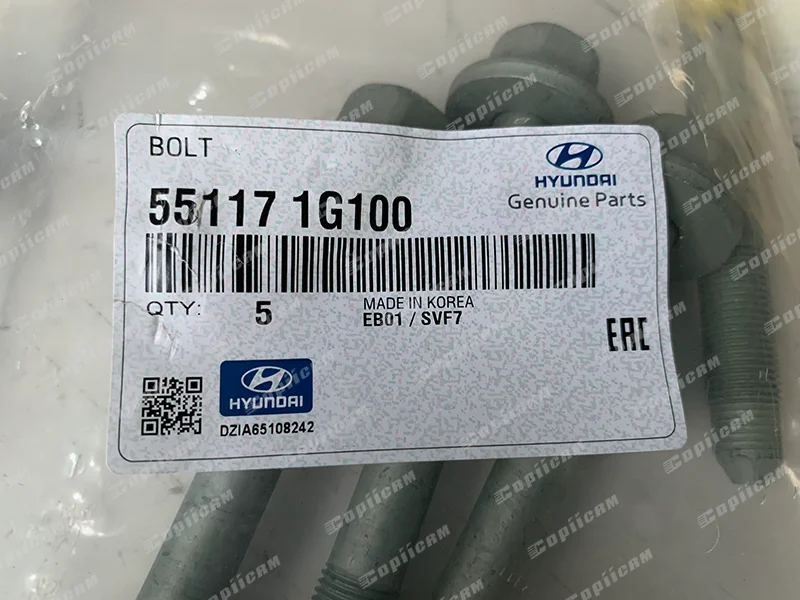 BOLT
HYUNDAI
Genuine Parts
55117 1G100
QTY: 5
MADE IN KOREA
EB01 / SVF7
EAC
HYUNDAI
DZIA65108242
CopiiCAM